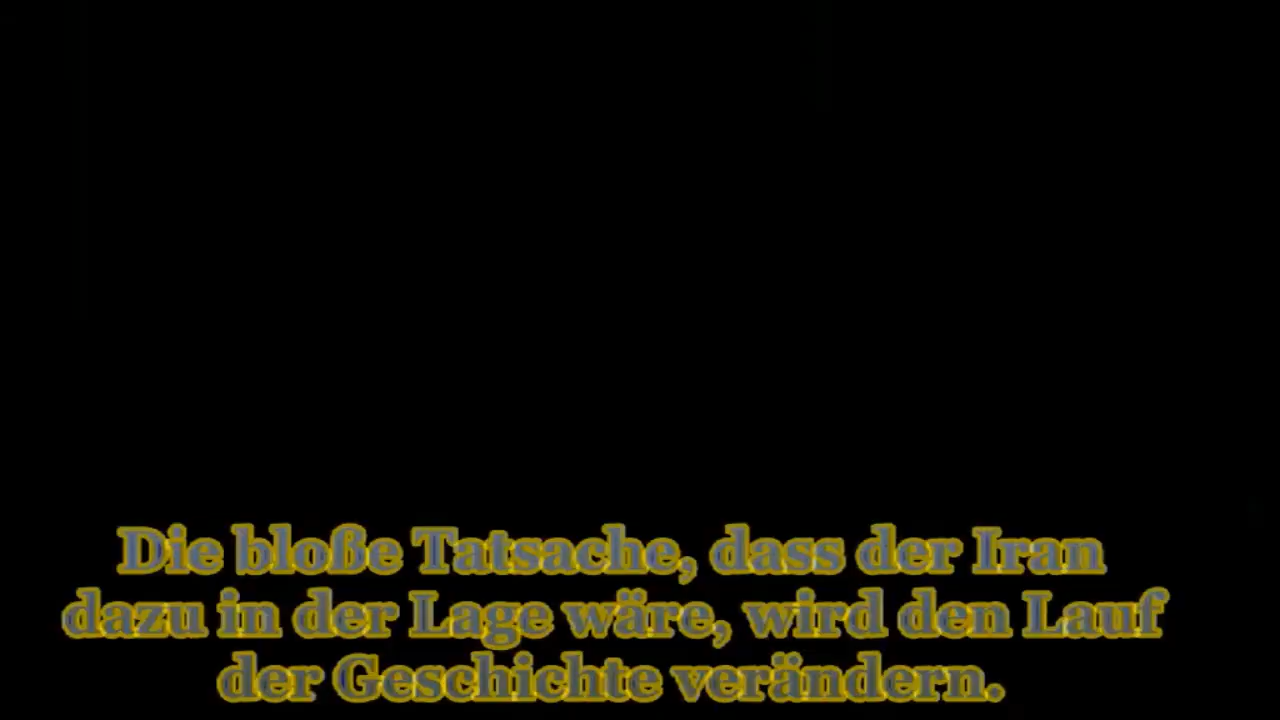 Die bloße Tatsache, dass der Iran
dazu in der Lage wäre, wird den Lauf
der Geschichte verändern.